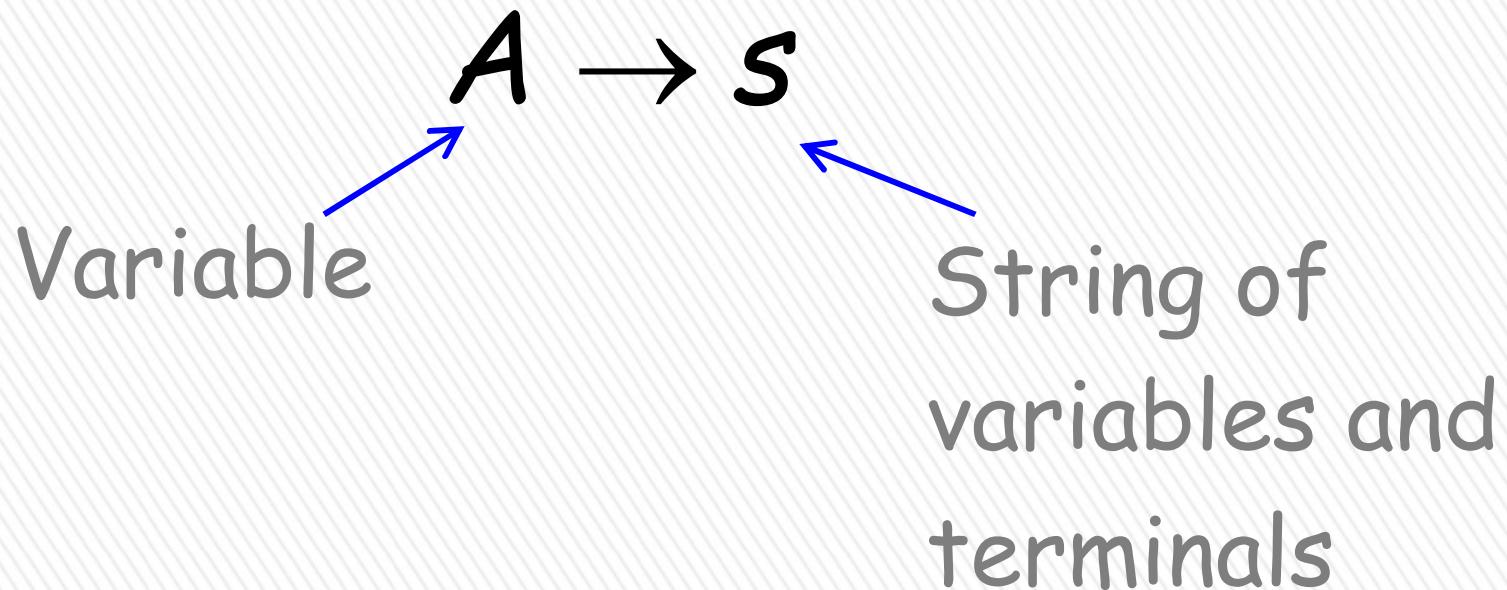 A → s
Variable
String of
variables and
terminals